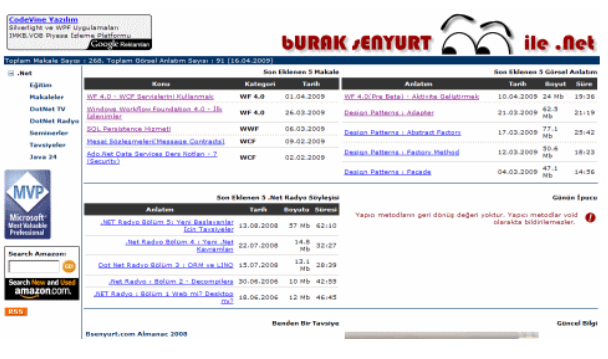 CodeVine Yazılım
Silverlight ve WPF Uygulamaları
IMKB.VOB Piyasa İzleme Platformu
Google Reklamları
bURAK ŞENYURT ile .Net
Toplam Makale Sayısı : 268. Toplam Görsel Anlatım Sayısı : 91 [16.04.2009]
.Net
Eğitim
Makaleler
DotNet TV
DotNet Radyo
Seminerler
Tavsiyeler
Java 24
MVP
Microsoft
Most Valuable
Professional
Search Amazon:
GO
Search New and Used
amazon.com.
RSS
Son Eklenen 5 Makale
Konu Kategori Tarih
WF 4.0 - WCF Servislerini Kullanmak WF 4.0 01.04.2009
Windows Workflow Foundation 4.0 - İlk
İzlenimler WF 4.0 26.03.2009
SQL Persistence Hizmeti WWF 06.03.2009
Mesaj Sözleşmeleri(Message Contracts) WCF 09.02.2009
Ado.Net Data Services Ders Notları - 7
(Security) WCF 02.02.2009
Son Eklenen 5 Görsel Anlatım
Anlatım Tarih Boyut Süre
WF 4.0(Pre Beta) - Aktivite Geliştirmek 10.04.2009 24 Mb 19:36
Design Patterns : Adapter 21.03.2009 62.5 Mb 21:19
Design Patterns : Abstract Factory 17.03.2009 77.1 Mb 25:42
Design Patterns : Factory Method 12.03.2009 50.6 Mb 18:23
Design Patterns : Facade 04.03.2009 47.1 Mb 14:56
Son Eklenen 5 .Net Radyo Söyleşisi
Anlatım Tarih Boyutu Süresi
.NET Radyo Bölüm 5: Yeni Başlayanlar
İçin Tavsiyeler 13.08.2008 57 Mb 62:10
.Net Radyo Bölüm 4 : Yeni .Net
Kavramları 22.07.2008 14.8 Mb 32:27
Dot Net Radyo Bölüm 3 : ORM ve LINQ 15.07.2008 13.1 Mb 28:39
.Net Radyo : Bölüm 2 - Decompilers 30.06.2006 10 Mb 42:59
.NET Radyo : Bölüm 1 Web mi? Desktop
mı? 18.06.2006 12 Mb 46:45
Günün İpucu
Yapıcı metodların geri dönüş değeri yoktur. Yapıcı metodlar void
olarakta bildirilemezler.
Benden Bir Tavsiye
Bsenyurt.com Almanac 2008
Güncel Bilgi